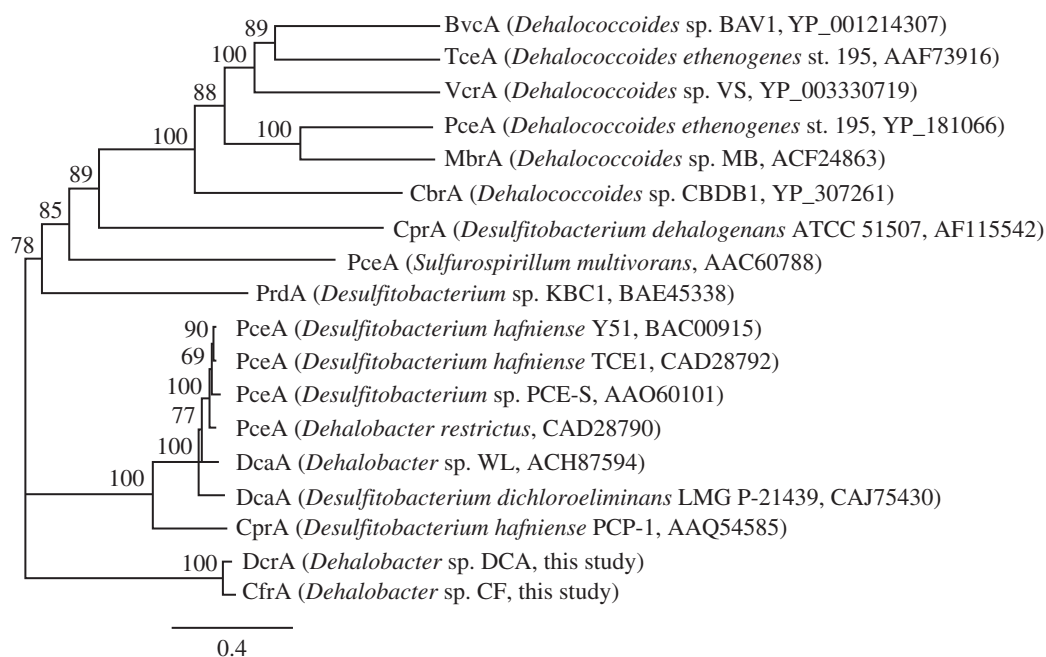 89
BvcA (Dehalococcoides sp. BAV1, YP_001214307)
100
TceA (Dehalococcoides ethenogenes st. 195, AAF73916)
88
VcrA (Dehalococcoides sp. VS, YP_003330719)
100
PceA (Dehalococcoides ethenogenes st. 195, YP_181066)
100
MbrA (Dehalococcoides sp. MB, ACF24863)
89
CbrA (Dehalococcoides sp. CBDB1, YP_307261)
85
CprA (Desulfitobacterium dehalogenans ATCC 51507, AF115542)
78
PceA (Sulfurospirillum multivorans, AAC60788)
PrdA (Desulfitobacterium sp. KBC1, BAE45338)
90
PceA (Desulfitobacterium hafniense Y51, BAC00915)
69
PceA (Desulfitobacterium hafniense TCE1, CAD28792)
100
PceA (Desulfitobacterium sp. PCE-S, AAO60101)
77
PceA (Dehalobacter restrictus, CAD28790)
100
DcaA (Dehalobacter sp. WL, ACH87594)
100
DcaA (Desulfitobacterium dichloroeliminans LMG P-21439, CAJ75430)
CprA (Desulfitobacterium hafniense PCP-1, AAQ54585)
100
DcrA (Dehalobacter sp. DCA, this study)
CfrA (Dehalobacter sp. CF, this study)
0.4